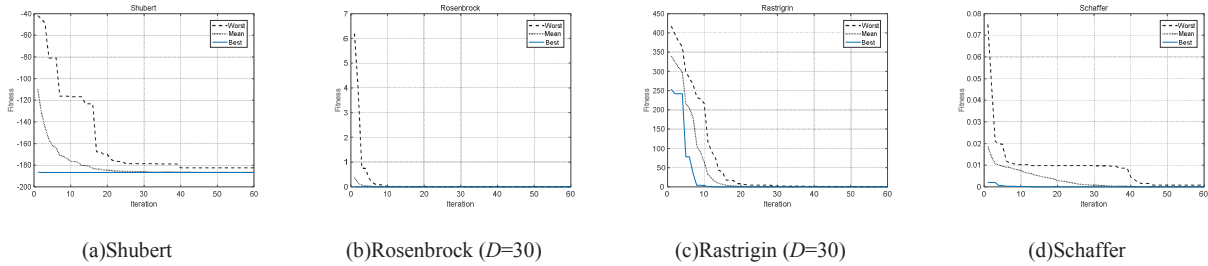 Shubert
-40
-60
-80
-100
-120
-140
-160
-180
-200
Fitness
0
10
20
30
40
50
60
Iteration
Worst
Mean
Best
(a)Shubert
Rosenbrock
7
6
5
4
3
2
1
0
Fitness
0
10
20
30
40
50
60
Iteration
Worst
Mean
Best
(b)Rosenbrock (D=30)
Rastrigin
450
400
350
300
250
200
150
100
50
0
Fitness
0
10
20
30
40
50
60
Iteration
Worst
Mean
Best
(c)Rastrigin (D=30)
Schaffer
0.08
0.07
0.06
0.05
0.04
0.03
0.02
0.01
0
Fitness
0
10
20
30
40
50
60
Iteration
Worst
Mean
Best
(d)Schaffer